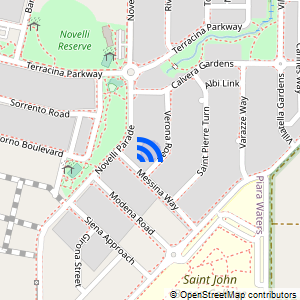 Novelli
Reserve
Terracina Parkway
Terracina Parkway
Calvera Gardens
Albi Link
Sorrento Road
Verona Road
Varazze Way
Novelli Parade
Saint Pierre Turn
Messina Way
Modena Road
Siena Approach
Girona Street
Piara Waters
Saint John
© OpenStreetMap contributors